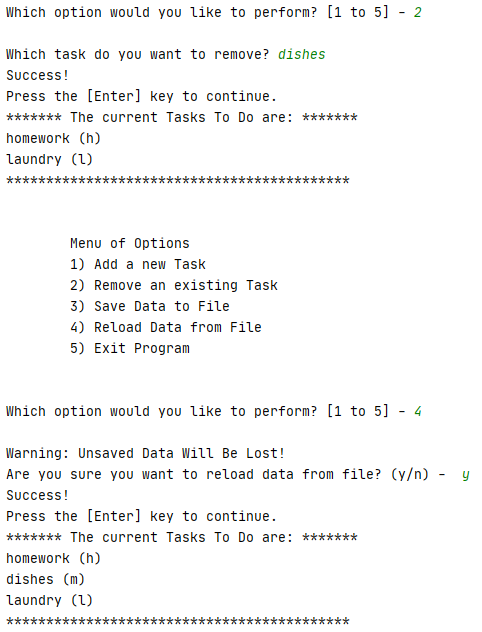 Which option would you like to perform? [1 to 5] - 2
Which task do you want to remove? dishes
Success!
Press the [Enter] key to continue.
******* The current Tasks To Do are: *******
homework (h)
laundry (l)
*******************************************
Menu of Options
1) Add a new Task
2) Remove an existing Task
3) Save Data to File
4) Reload Data from File
5) Exit Program
Which option would you like to perform? [1 to 5] - 4
Warning: Unsaved Data Will Be Lost!
Are you sure you want to reload data from file? (y/n) -  y
Success!
Press the [Enter] key to continue.
******* The current Tasks To Do are: *******
homework (h)
dishes (m)
laundry (l)
*******************************************